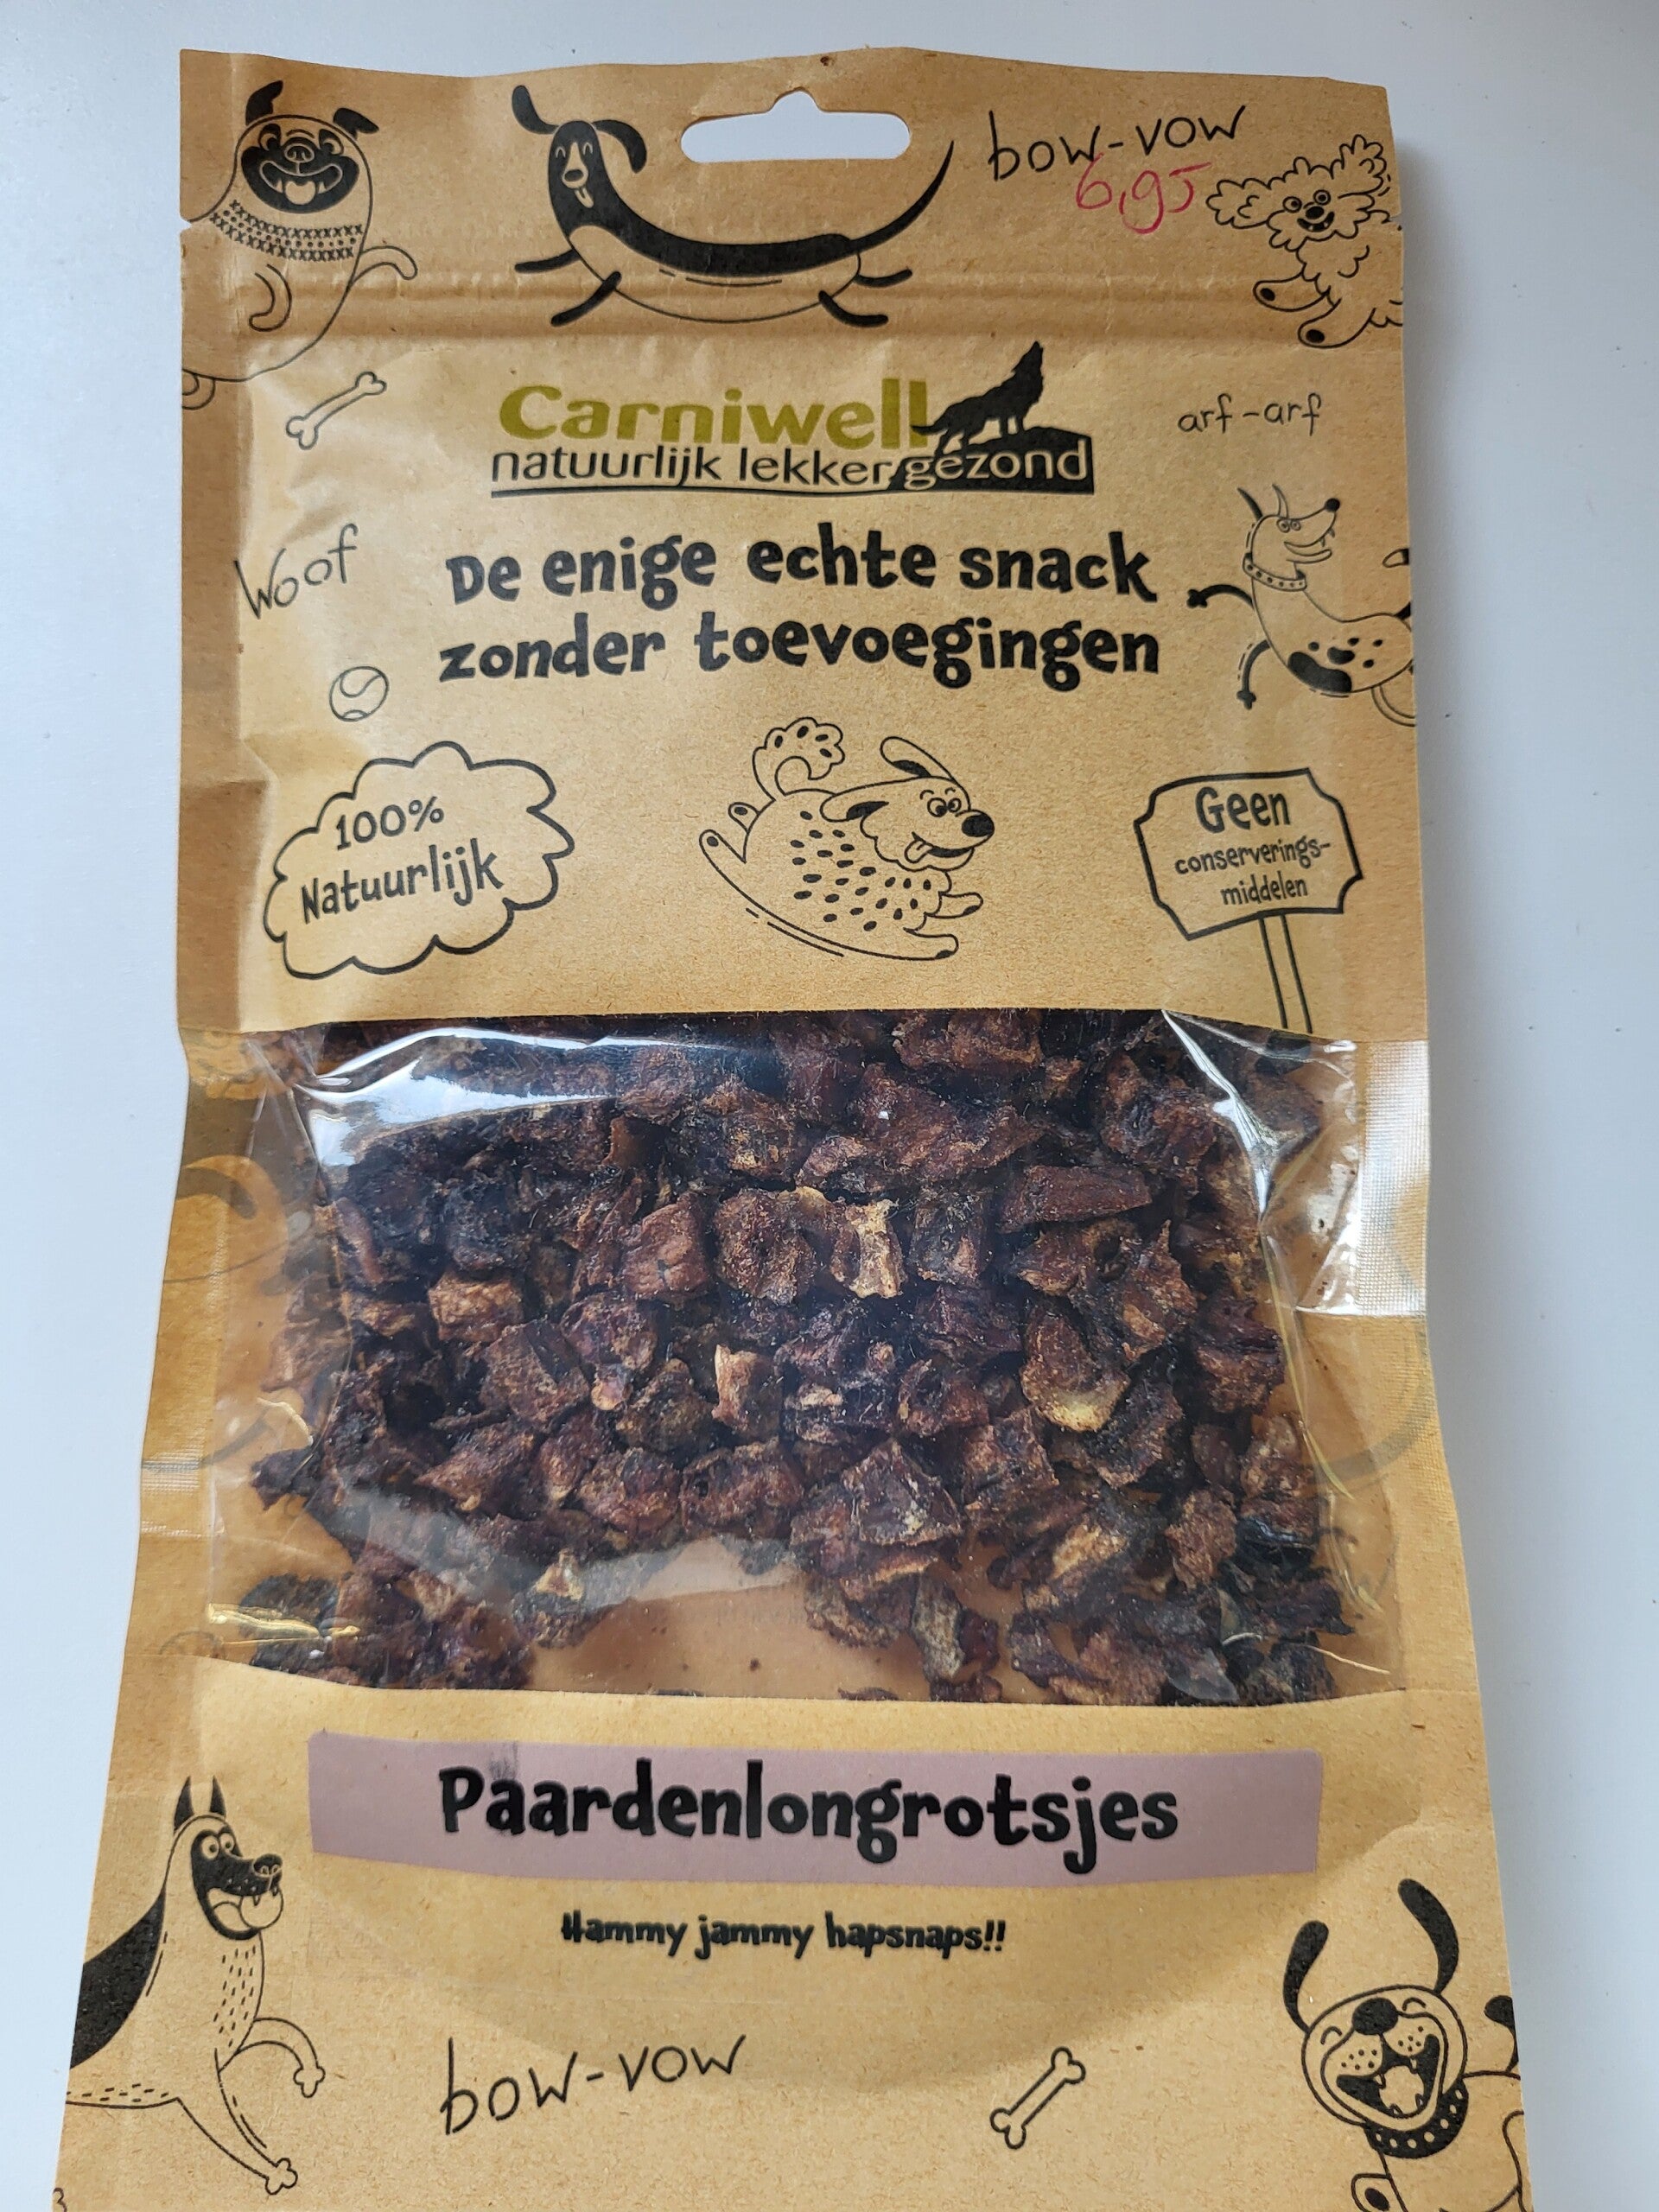 bow-vow
6,95
Carniwell
natuurlijk lekker gezond
arf-arf
Woof
De enige echte snack
zonder toevoegingen
100%
Natuurlijk
Geen
conserverings-
middelen
Paardenlongrotsjes
Hammy jammy hapsnaps!!
bow-vow